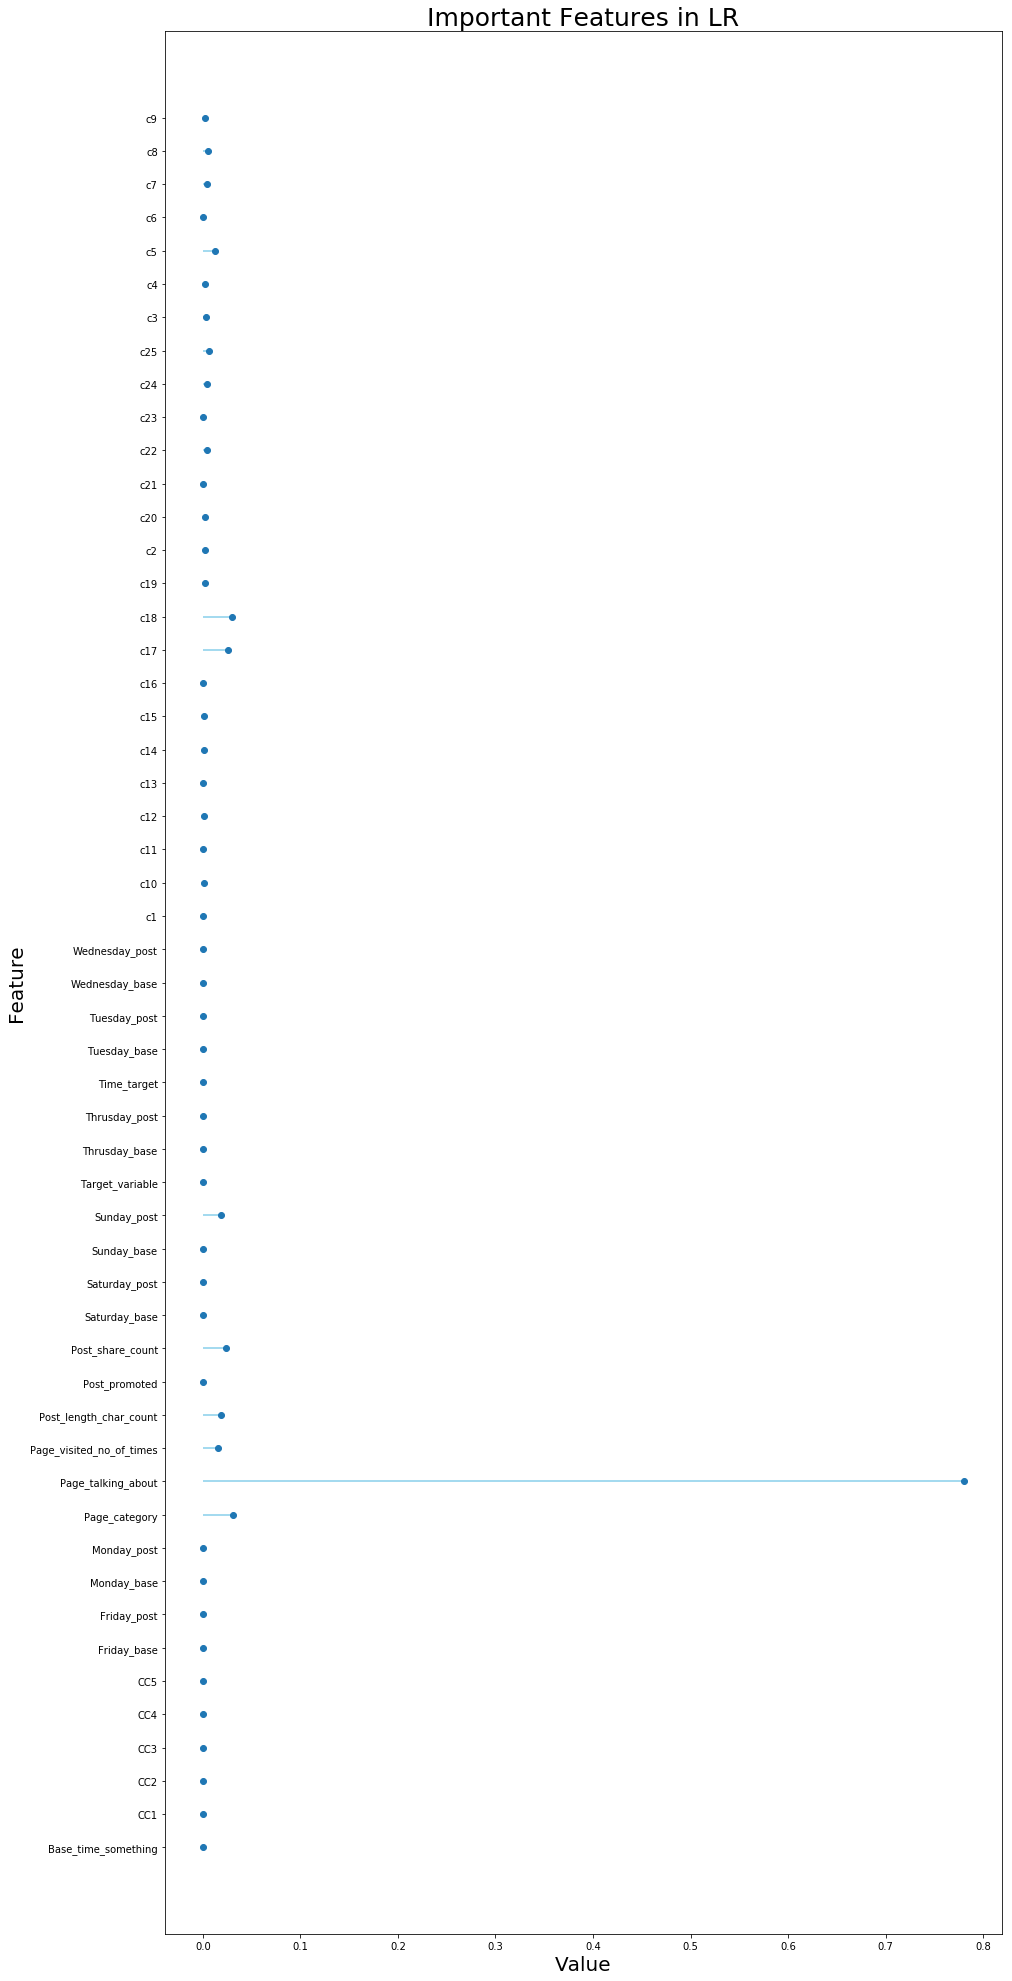 Important Features in LR
c9
c8
c7
c6
c5
c4
c3
c25
c24
c23
c22
c21
c20
c2
c19
c18
c17
c16
c15
c14
c13
c12
c11
c10
c1
Wednesday_post
Wednesday_base
Tuesday_post
Tuesday_base
Time_target
Thrusday_post
Thrusday_base
Target_variable
Sunday_post
Sunday_base
Saturday_post
Saturday_base
Post_share_count
Post_promoted
Post_length_char_count
Page_visited_no_of_times
Page_talking_about
Page_category
Monday_post
Monday_base
Friday_post
Friday_base
CC5
CC4
CC3
CC2
CC1
Base_time_something
Feature
0.0 0.1 0.2 0.3 0.4 0.5 0.6 0.7 0.8
Value